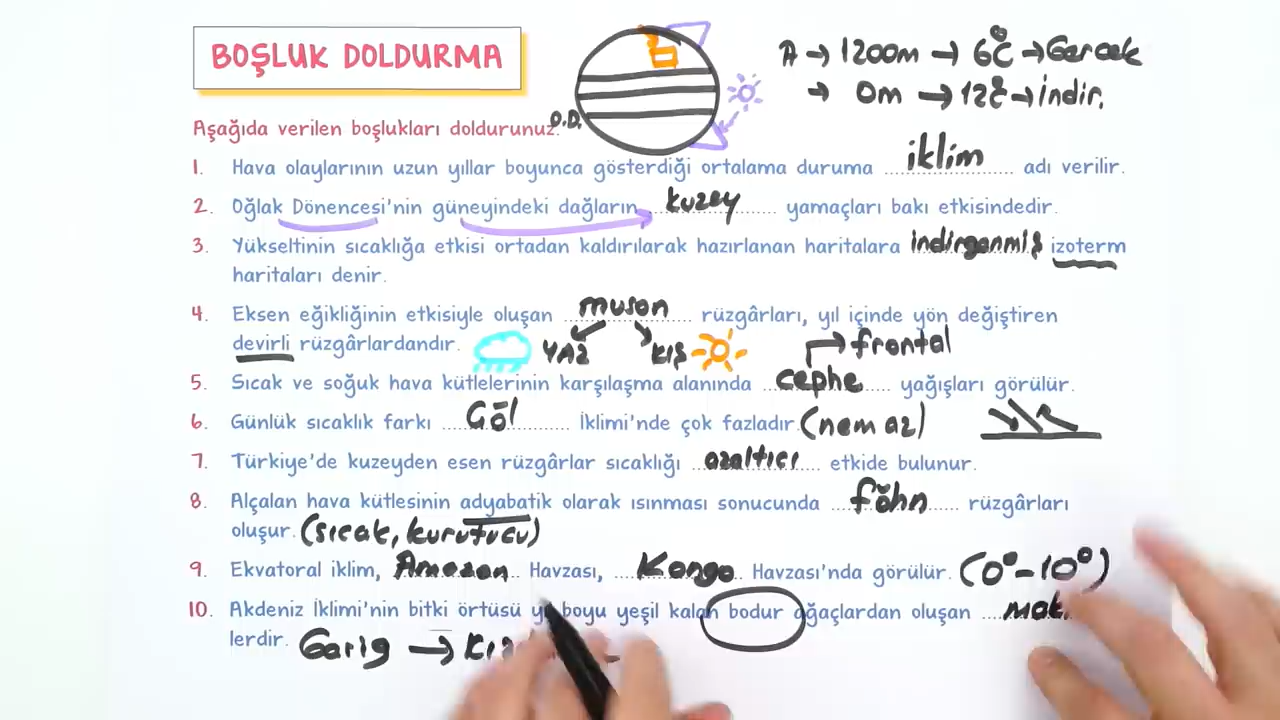 BOŞLUK DOLDURMA
A → 1200m → 6°C → Gerçek
→ 0m → 12°C → İndir.
D.D.
Aşağıda verilen boşlukları doldurunuz.
1. Hava olaylarının uzun yıllar boyunca gösterdiği ortalama duruma iklim adı verilir.
2. Oğlak Dönencesi'nin güneyindeki dağların kuzey yamaçları bakı etkisindedir.
3. Yükseltinin sıcaklığa etkisi ortadan kaldırılarak hazırlanan haritalara indirgenmiş izoterm
haritaları denir.
4. Eksen eğikliğinin etkisiyle oluşan muson rüzgârları, yıl içinde yön değiştiren
devirli rüzgârlardandır. YAZ KIŞ
frontal
5. Sıcak ve soğuk hava kütlelerinin karşılaşma alanında cephe yağışları görülür.
6. Günlük sıcaklık farkı Çöl İklimi'nde çok fazladır. (nem az)
7. Türkiye'de kuzeyden esen rüzgârlar sıcaklığı azaltıcı etkide bulunur.
8. Alçalan hava kütlesinin adyabatik olarak ısınması sonucunda föhn rüzgârları
oluşur. (sıcak, kurutucu)
9. Ekvatoral iklim, Amazon Havzası, Kongo Havzası'nda görülür. (0°-10°)
10. Akdeniz İklimi'nin bitki örtüsü boyu yeşil kalan bodur ağaçlardan oluşan
lerdir. Garig →